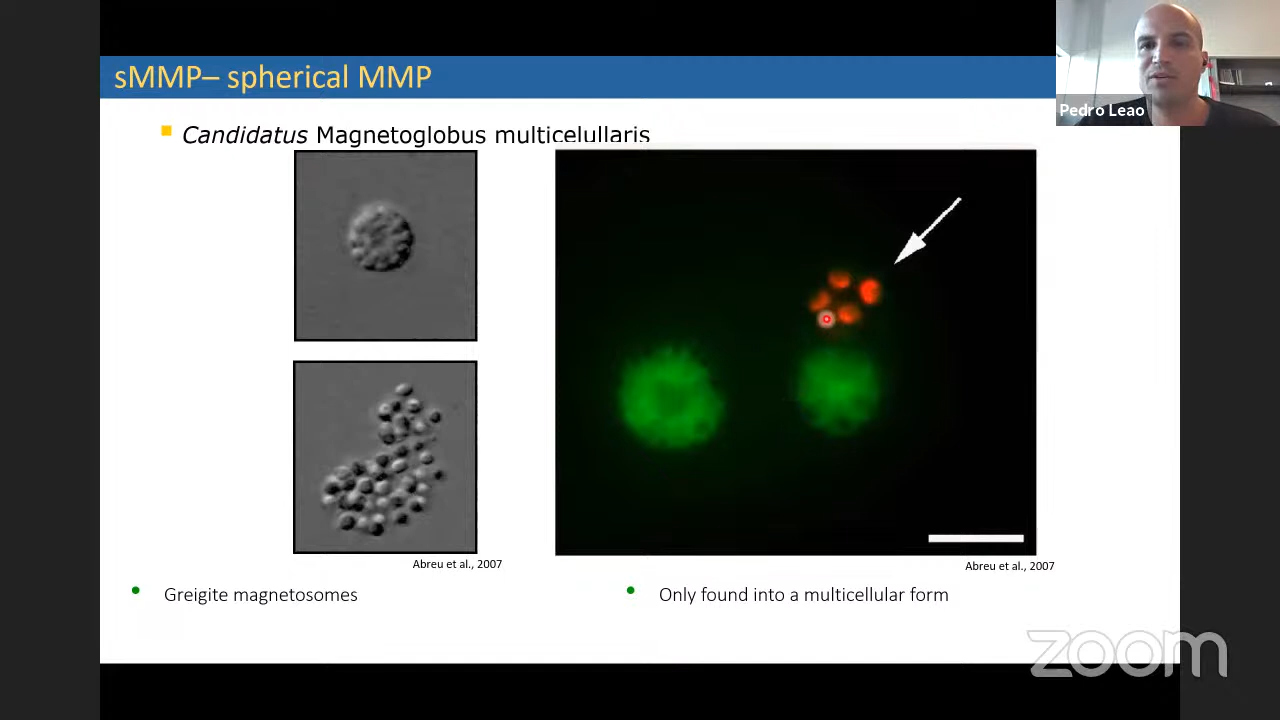 sMMP– spherical MMP
Pedro Leao
Candidatus Magnetoglobus multicelullaris
Abreu et al., 2007
Abreu et al., 2007
Greigite magnetosomes
Only found into a multicellular form
zoom